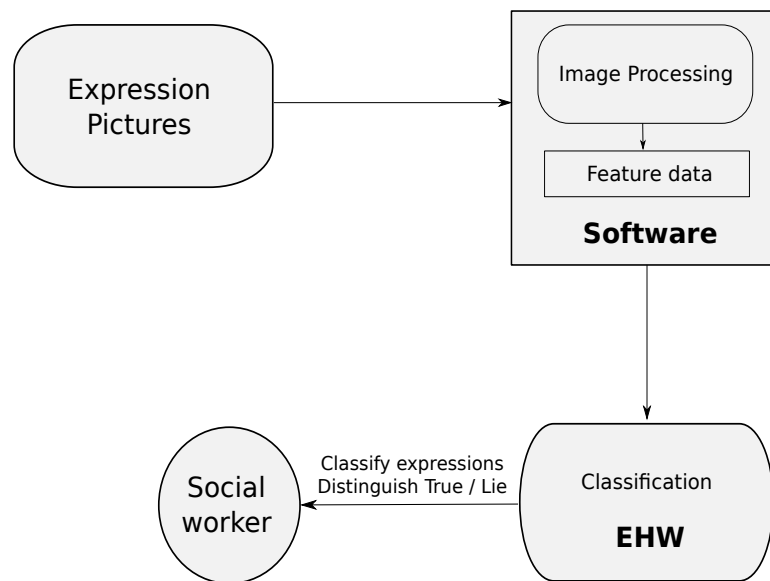 Expression
Pictures
Image Processing
Feature data
Software
Classify expressions
Distinguish True / Lie
Social
worker
Classification
EHW